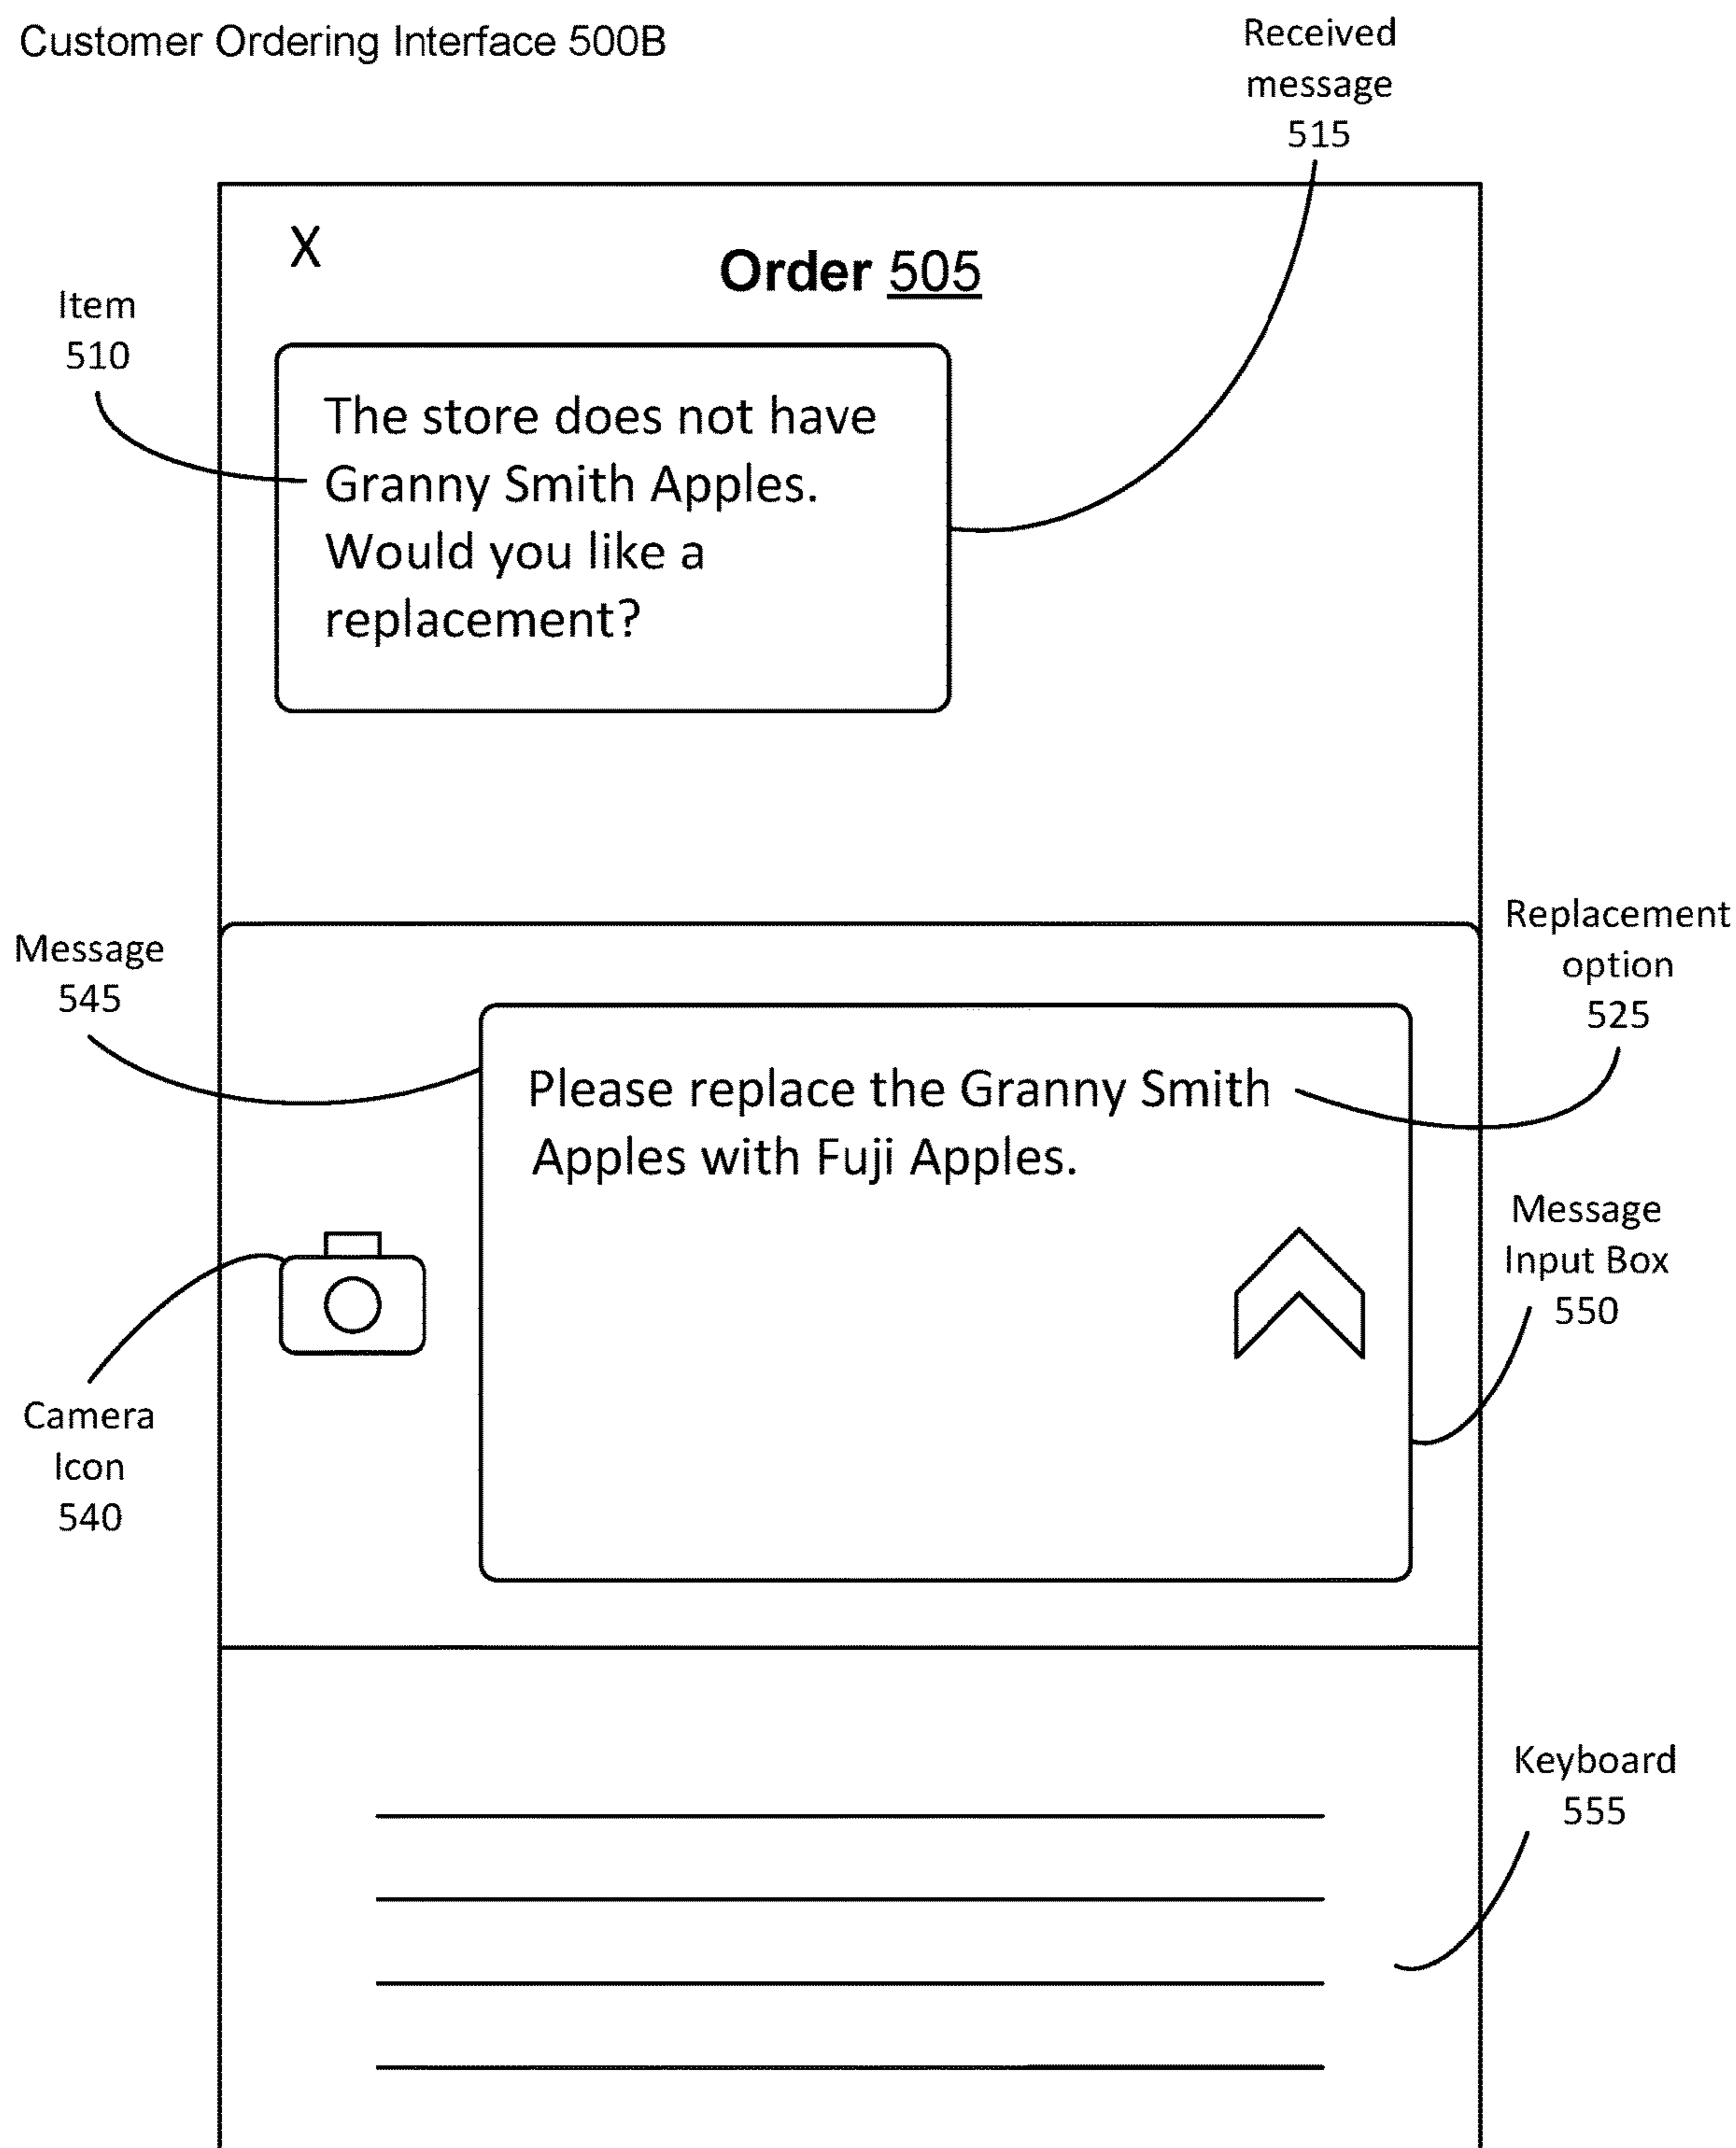 Customer Ordering Interface 500B
Received
message
515
X
Order 505
Item
510
The store does not have
Granny Smith Apples.
Would you like a
replacement?
Message
545
Replacement
option
525
Please replace the Granny Smith
Apples with Fuji Apples.
Message
Input Box
550
Camera
Icon
540
Keyboard
555